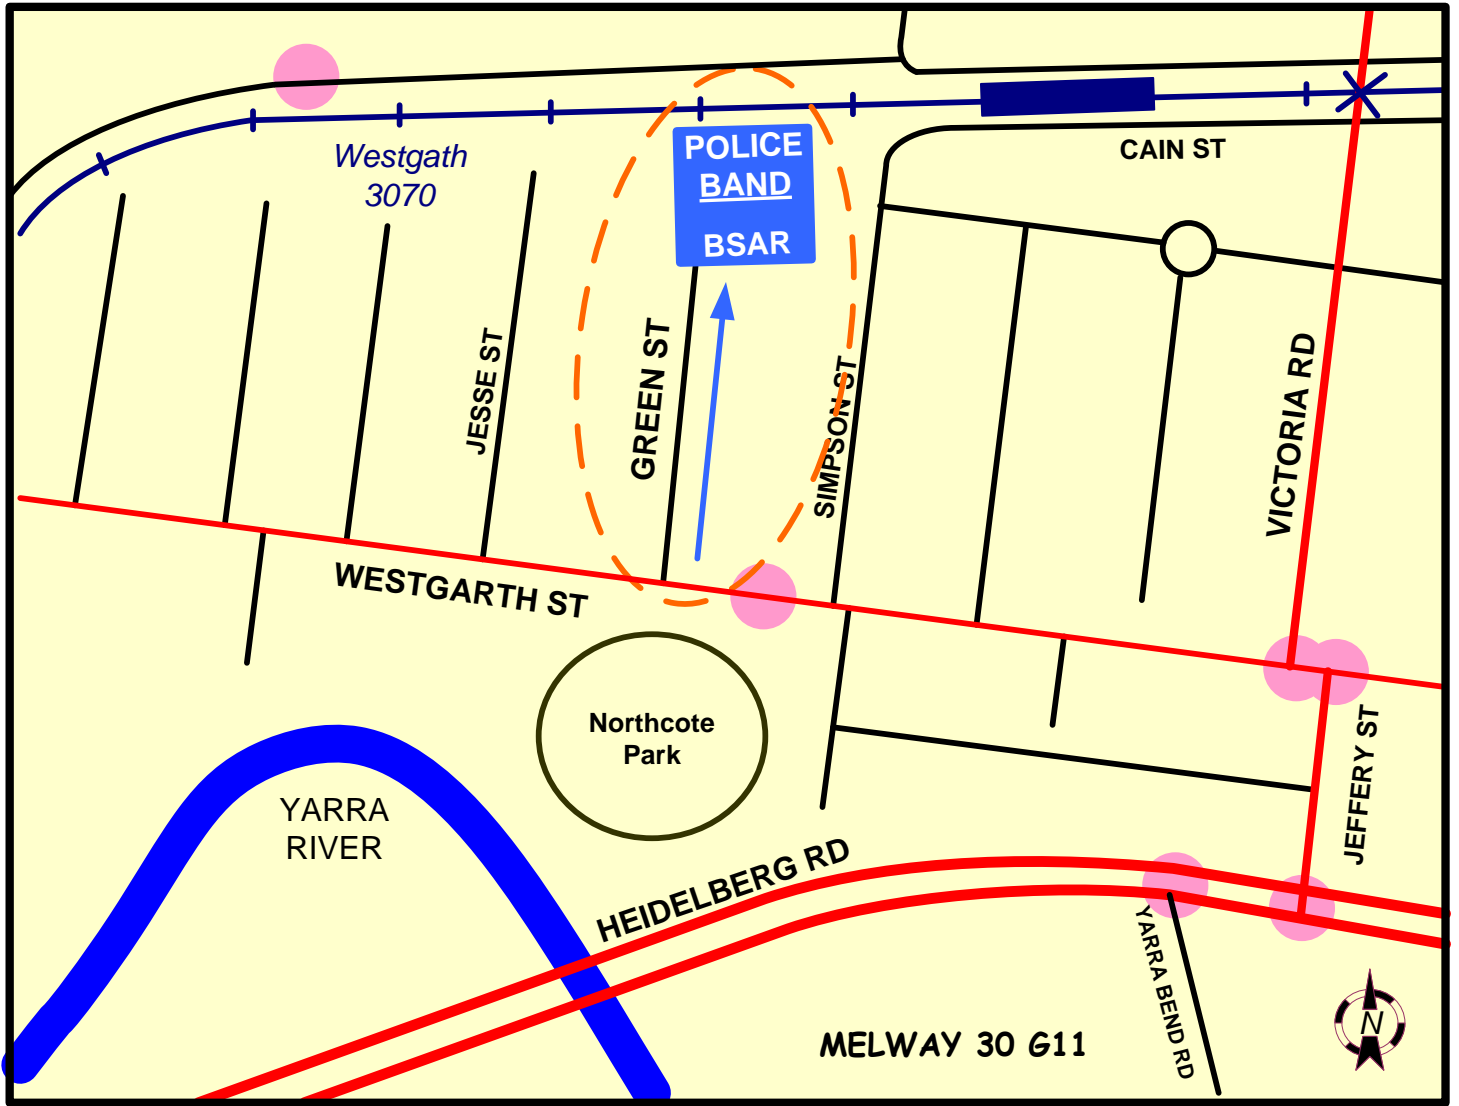 POLICE
BAND
BSAR
Westgath
3070
CAIN ST
JESSE ST
GREEN ST
SIMPSON ST
VICTORIA RD
WESTGARTH ST
Northcote
Park
YARRA
RIVER
JEFFERY ST
HEIDELBERG RD
YARRA BEND RD
MELWAY 30 G11
N